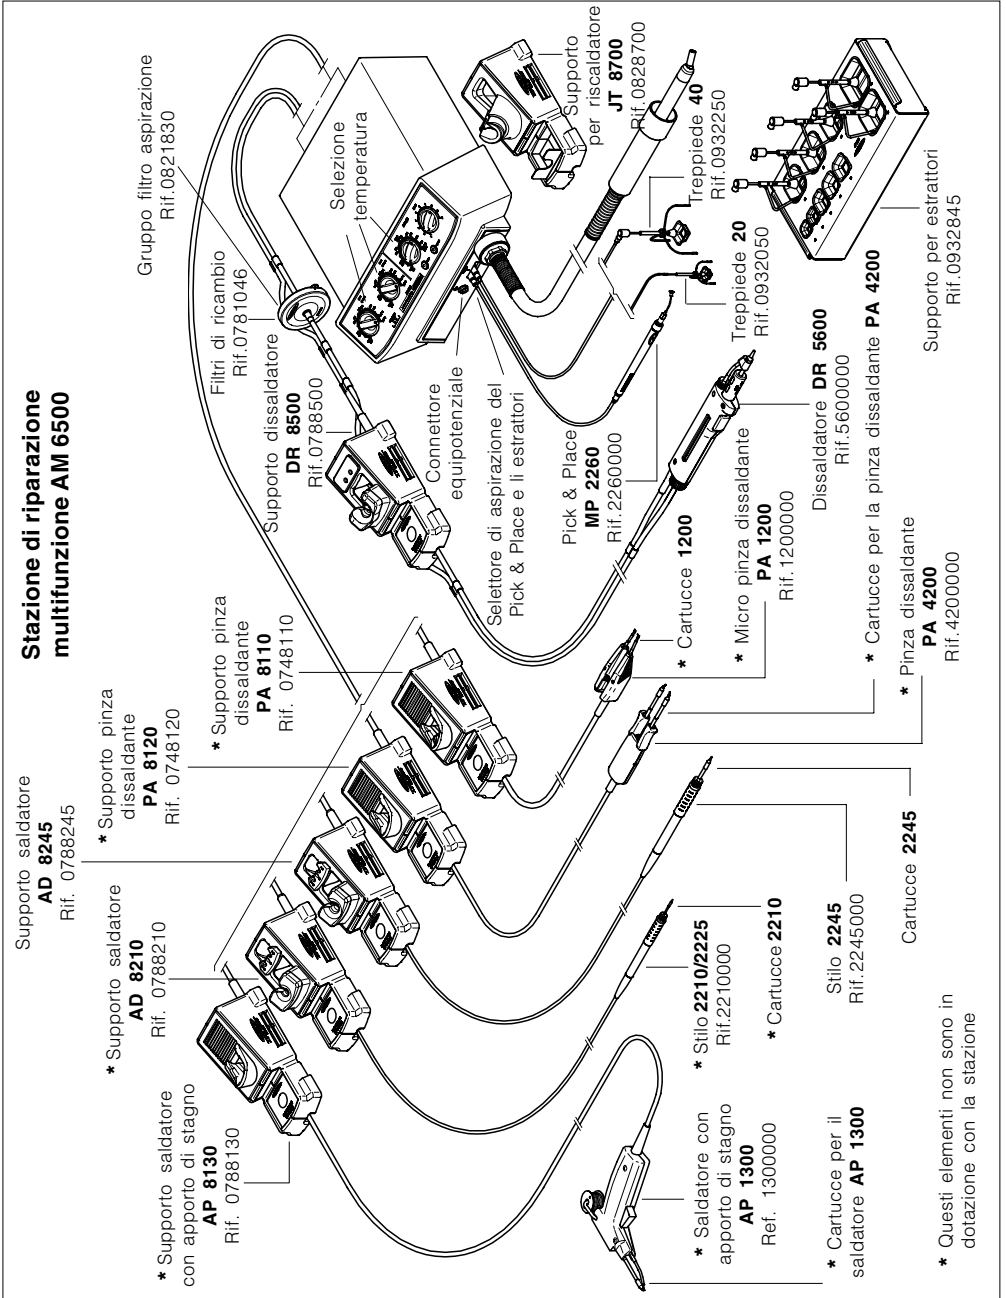 Stazione di riparazione
multifunzione AM 6500
Supporto saldatore
AD 8245
Rif. 0788245
* Supporto pinza
dissaldante
PA 8120
Rif. 0748120
* Supporto pinza
dissaldante
PA 8110
Rif. 0748110
* Supporto saldatore
AD 8210
Rif. 0788210
* Supporto saldatore
con apporto di stagno
AP 8130
Rif. 0788130
Gruppo filtro aspirazione
Rif.0821830
Filtri di ricambio
Rif.0781046
Supporto dissaldatore
DR 8500
Rif.0788500
Selezione
temperatura
Connettore
equipotenziale
Selettore di aspirazione del
Pick & Place e li estrattori
Supporto
per riscaldatore
JT 8700
Rif.0828700
Treppiede 40
Rif.0932250
Treppiede 20
Rif.0932050
Pick & Place
MP 2260
Rif.2260000
Supporto per estrattori
Rif.0932845
Dissaldatore DR 5600
Rif.5600000
* Cartucce 1200
* Micro pinza dissaldante
PA 1200
Rif.1200000
* Cartucce per la pinza dissaldante PA 4200
* Pinza dissaldante
PA 4200
Rif.4200000
Cartucce 2245
Stilo 2245
Rif.2245000
* Stilo 2210/2225
Rif.2210000
* Cartucce 2210
* Saldatore con
apporto di stagno
AP 1300
Ref. 1300000
* Cartucce per il
saldatore AP 1300
* Questi elementi non sono in
dotazione con la stazione